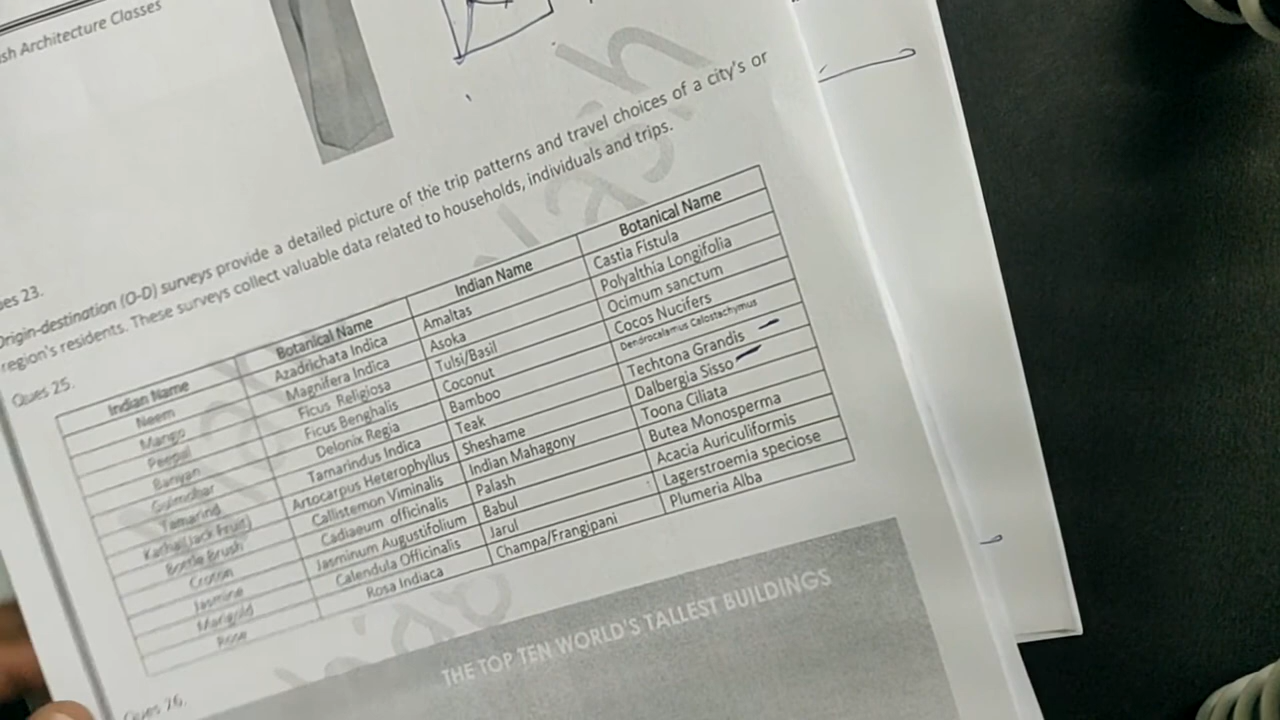 sh Architecture Classes
ues 23.
Origin-destination (O-D) surveys provide a detailed picture of the trip patterns and travel choices of a city's or
region's residents. These surveys collect valuable data related to households, individuals and trips.
Ques 25.
Indian Name Botanical Name Indian Name Botanical Name
Neem Azadrichata Indica Amaltas Castia Fistula
Mango Magnifera Indica Asoka Polyalthia Longifolia
Peepal Ficus Religiosa Tulsi/Basil Ocimum sanctum
Banyan Ficus Benghalis Coconut Cocos Nucifers
Gulmohar Delonix Regia Bamboo Dendrocalamus Calostachymus
Tamarind Tamarindus Indica Teak Techtona Grandis
Kathal(Jack Fruit) Artocarpus Heterophyllus Sheshame Dalbergia Sisso
Bottle Brush Callistemon Viminalis Indian Mahagony Toona Ciliata
Croton Cadiaeum officinalis Palash Butea Monosperma
Jasmine Jasminum Augustifolium Babul Acacia Auriculiformis
Marigold Calendula Officinalis Jarul Lagerstroemia speciose
Rose Rosa Indiaca Champa/Frangipani Plumeria Alba
Ques 26.
THE TOP TEN WORLD'S TALLEST BUILDINGS